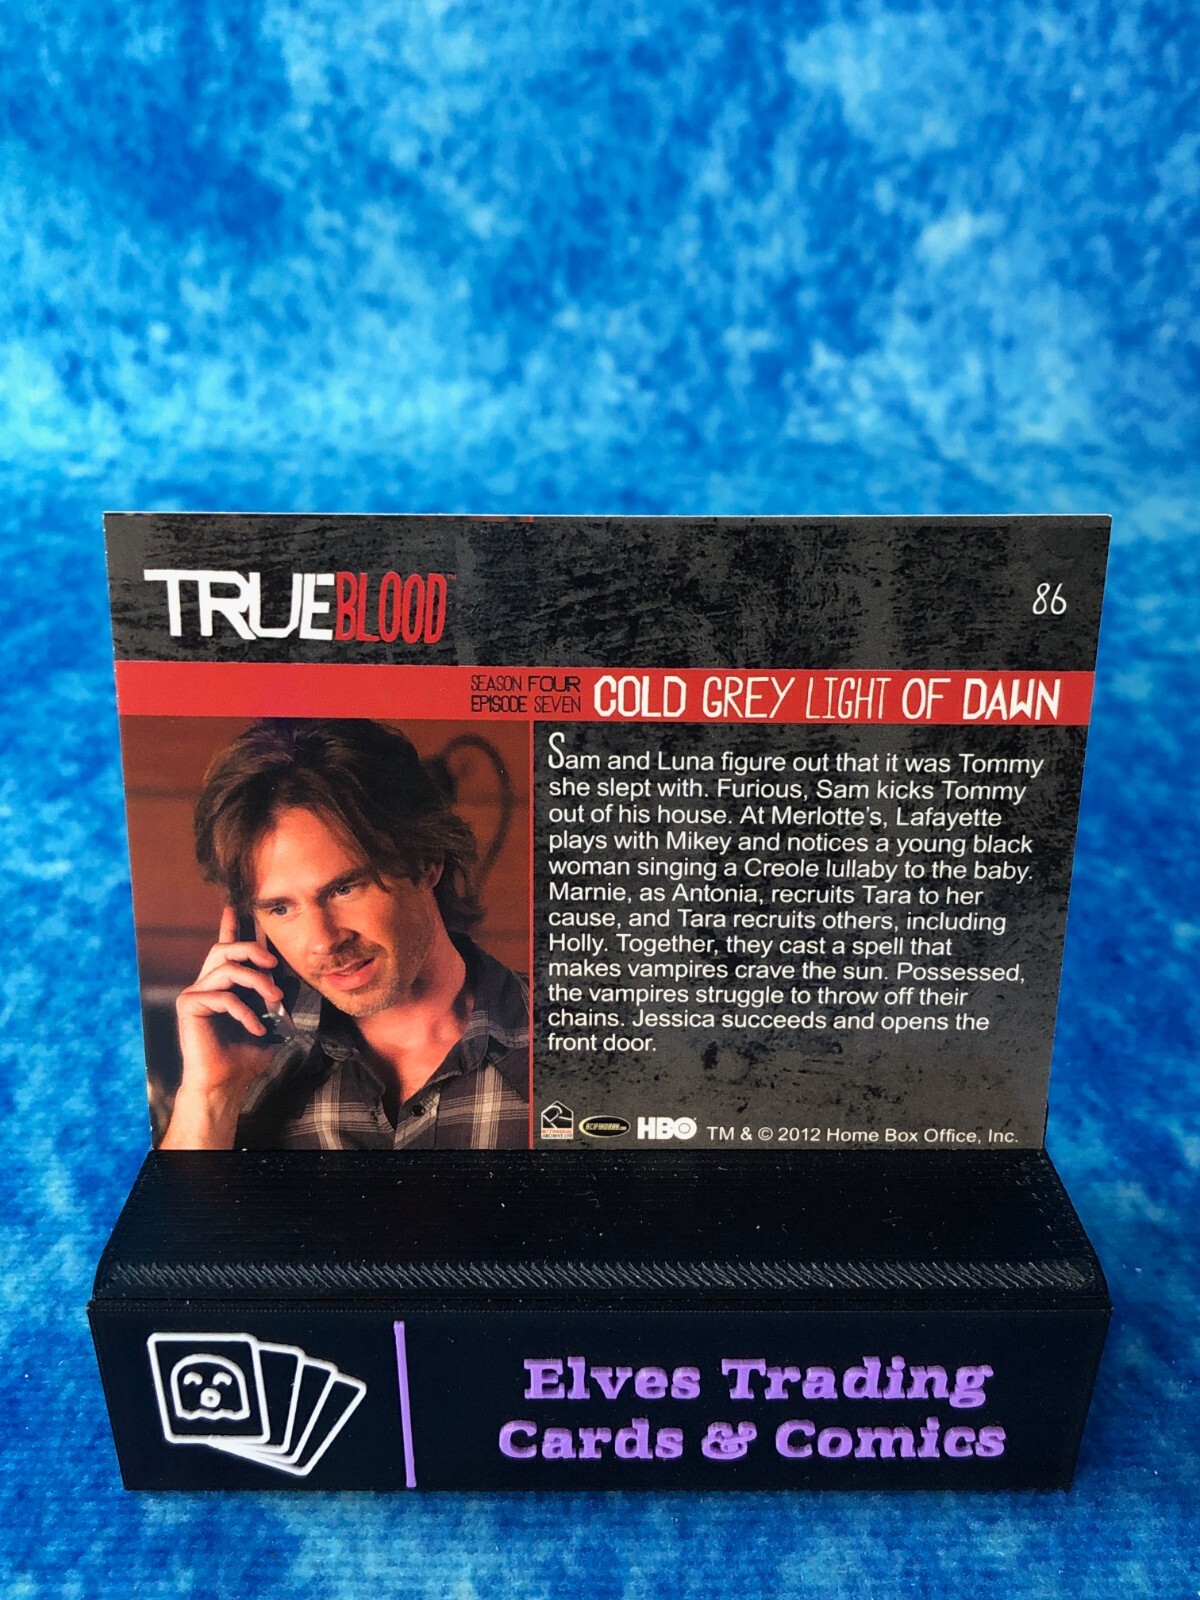 TRUEBLOOD™
86
SEASON FOUR
EPISODE SEVEN
COLD GREY LIGHT OF DAWN
Sam and Luna figure out that it was Tommy
she slept with. Furious, Sam kicks Tommy
out of his house. At Merlotte's, Lafayette
plays with Mikey and notices a young black
woman singing a Creole lullaby to the baby.
Marnie, as Antonia, recruits Tara to her
cause, and Tara recruits others, including
Holly. Together, they cast a spell that
makes vampires crave the sun. Possessed,
the vampires struggle to throw off their
chains. Jessica succeeds and opens the
front door.
HBO TM & © 2012 Home Box Office, Inc.
Elves Trading
Cards & Comics